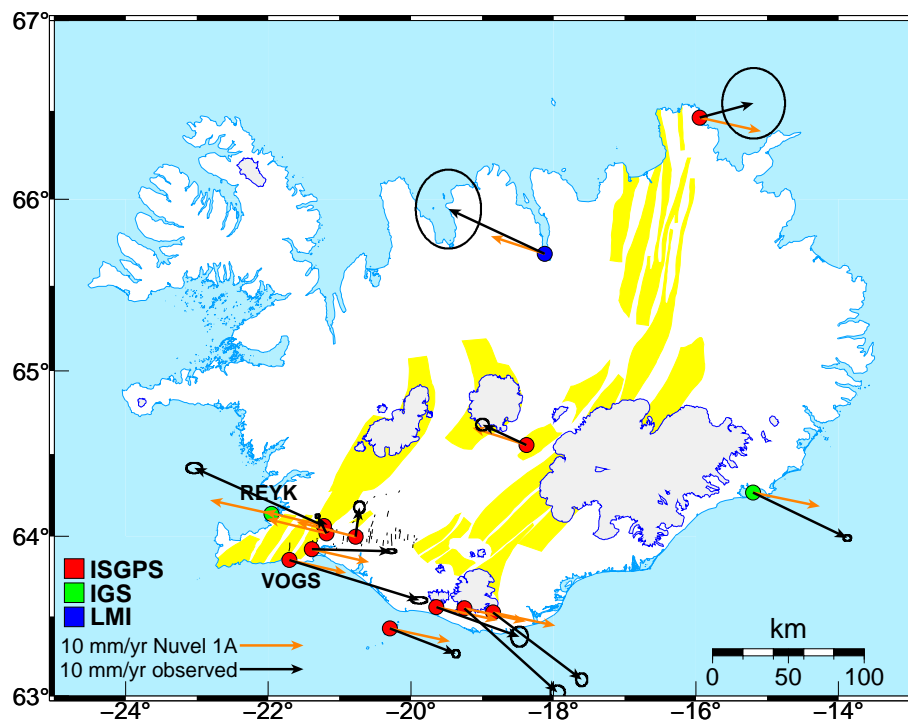 67°
66°
65°
64°
63°
REYK
VOGS
ISGPS
IGS
LMI
10 mm/yr Nuvel 1A
10 mm/yr observed
km
0 50 100
−24° −22° −20° −18° −16° −14°